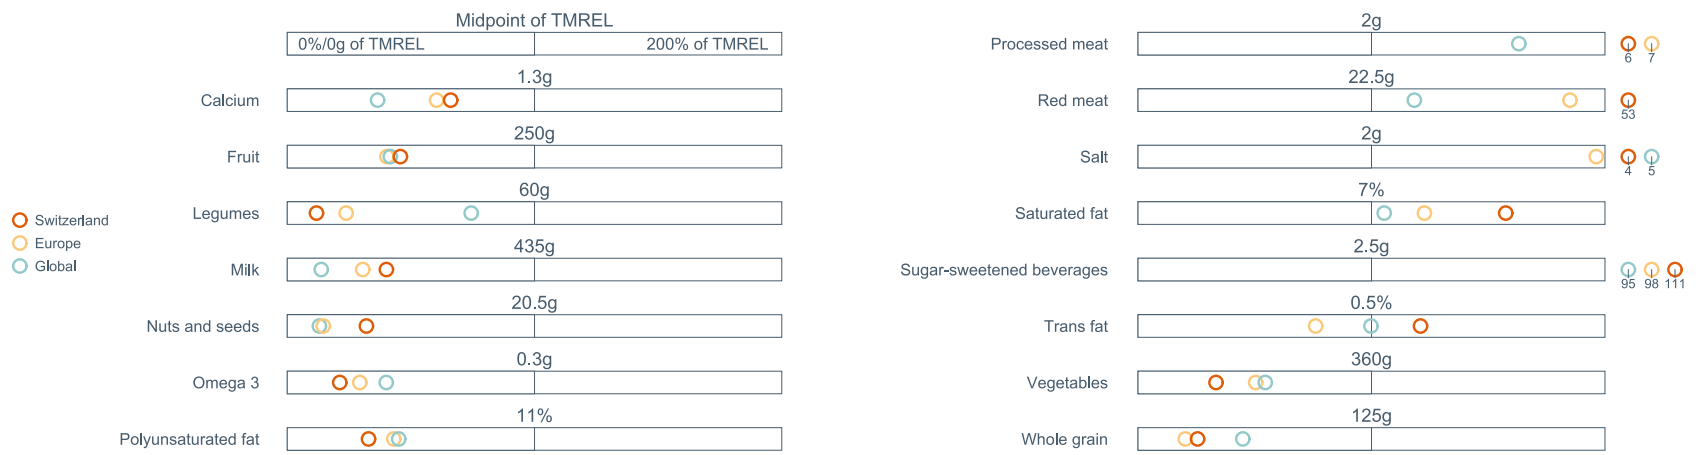 Midpoint of TMREL
0%/0g of TMREL 200% of TMREL
1.3g
Calcium
250g
Fruit
60g
Legumes
435g
Milk
20.5g
Nuts and seeds
0.3g
Omega 3
11%
Polyunsaturated fat
Switzerland
Europe
Global
2g
Processed meat
6 7
22.5g
Red meat
53
2g
Salt
4 5
7%
Saturated fat
2.5g
Sugar-sweetened beverages
95 98 111
0.5%
Trans fat
360g
Vegetables
125g
Whole grain